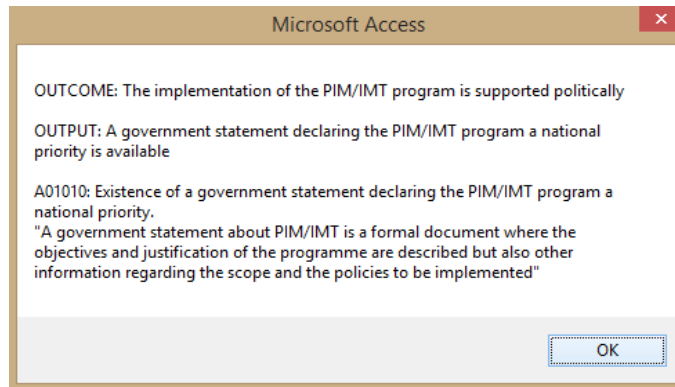 Microsoft Access
OUTCOME: The implementation of the PIM/IMT program is supported politically
OUTPUT: A government statement declaring the PIM/IMT program a national
priority is available
A01010: Existence of a government statement declaring the PIM/IMT program a
national priority.
"A government statement about PIM/IMT is a formal document where the
objectives and justification of the programme are described but also other
information regarding the scope and the policies to be implemented"
OK